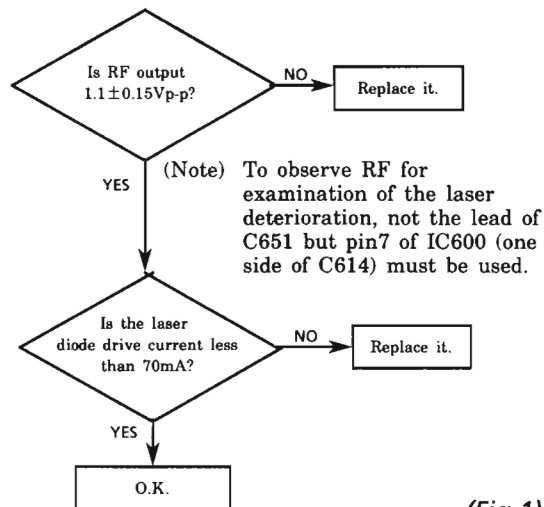 Is RF output
1.1±0.15Vp-p?
NO
Replace it.
YES
(Note) To observe RF for
examination of the laser
deterioration, not the lead of
C651 but pin7 of IC600 (one
side of C614) must be used.
Is the laser
diode drive current less
than 70mA?
NO
Replace it.
YES
O.K.
(Fig. 1)